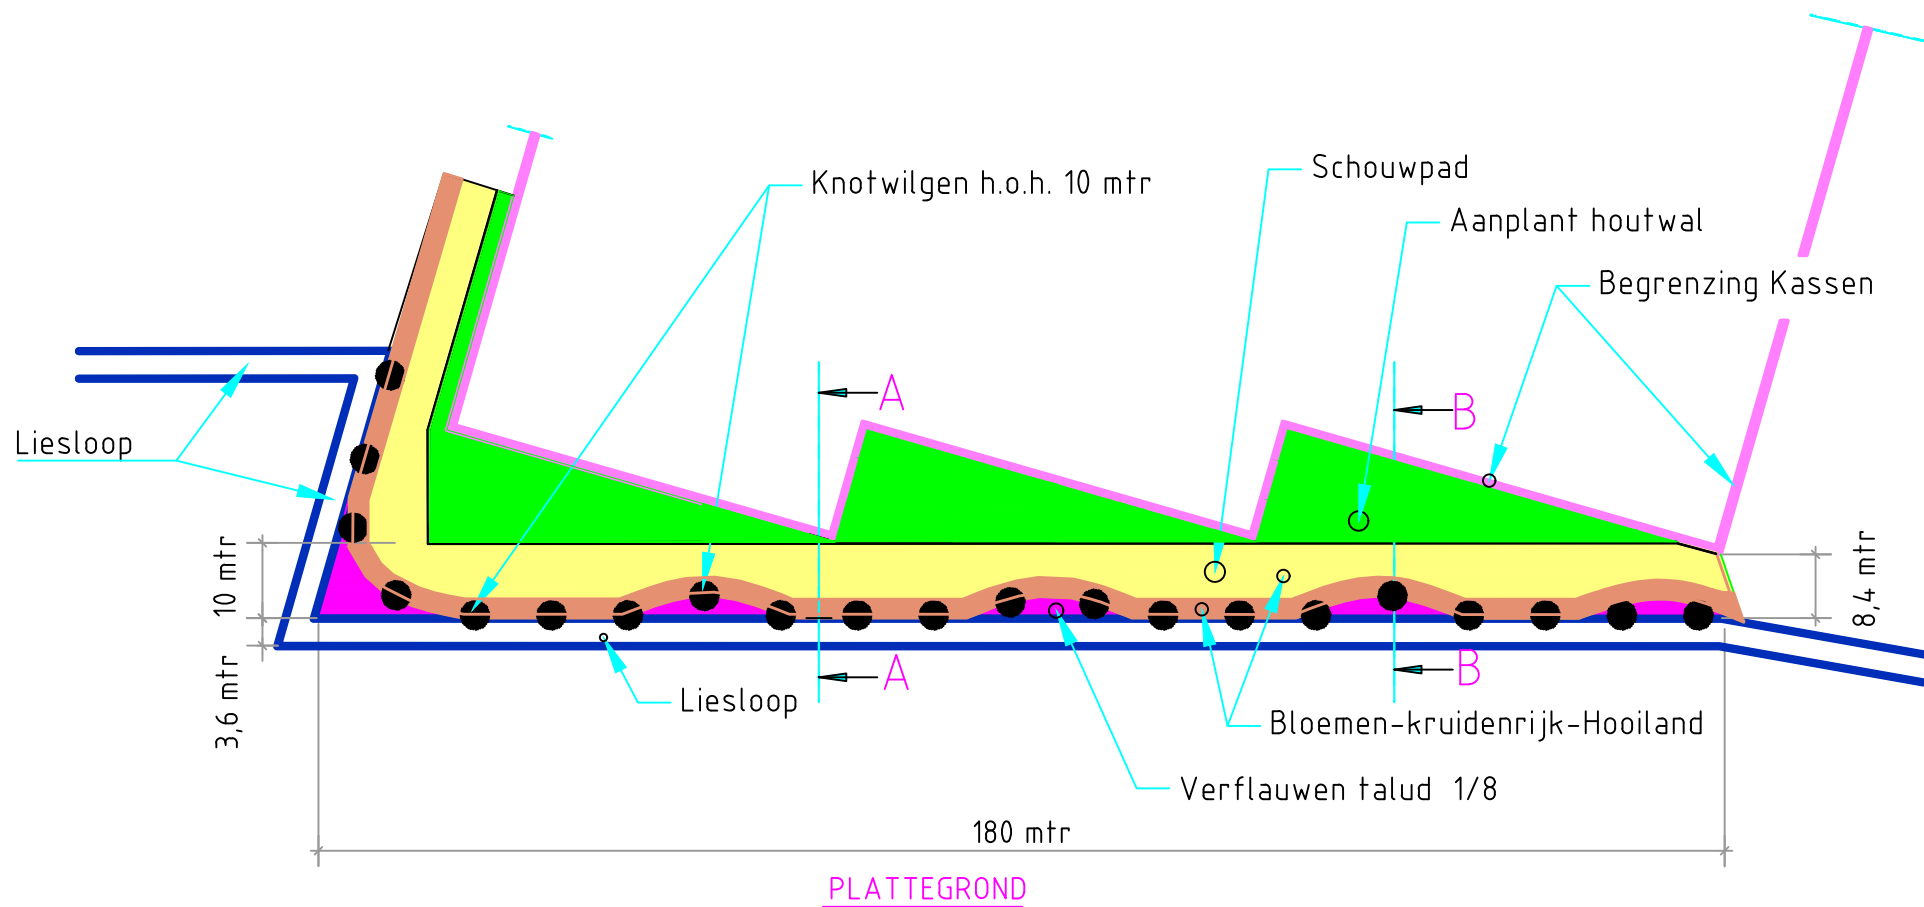 Schouwpad
Knotwilgen h.o.h. 10 mtr
Aanplant houtwal
Begrenzing Kassen
A
B
Liesloop
10 mtr
8,4 mtr
3,6 mtr
A
B
Liesloop
Bloemen-kruidenrijk-Hooiland
Verflauwen talud 1/8
180 mtr
PLATTEGROND